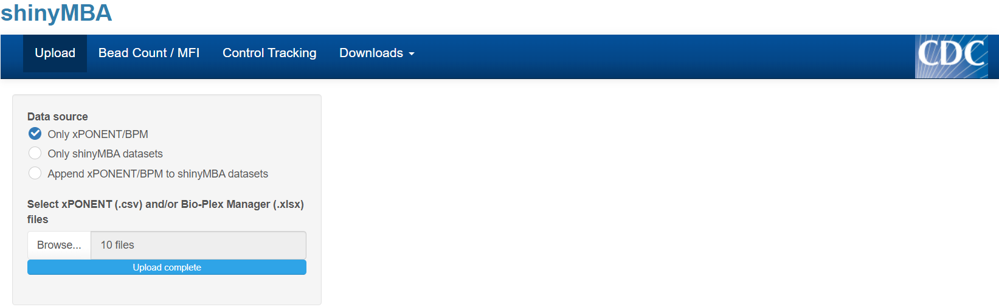 shinyMBA
Upload Bead Count / MFI Control Tracking Downloads
CDC
Data source
Only xPONENT/BPM
Only shinyMBA datasets
Append xPONENT/BPM to shinyMBA datasets
Select xPONENT (.csv) and/or Bio-Plex Manager (.xlsx)
files
Browse... 10 files
Upload complete